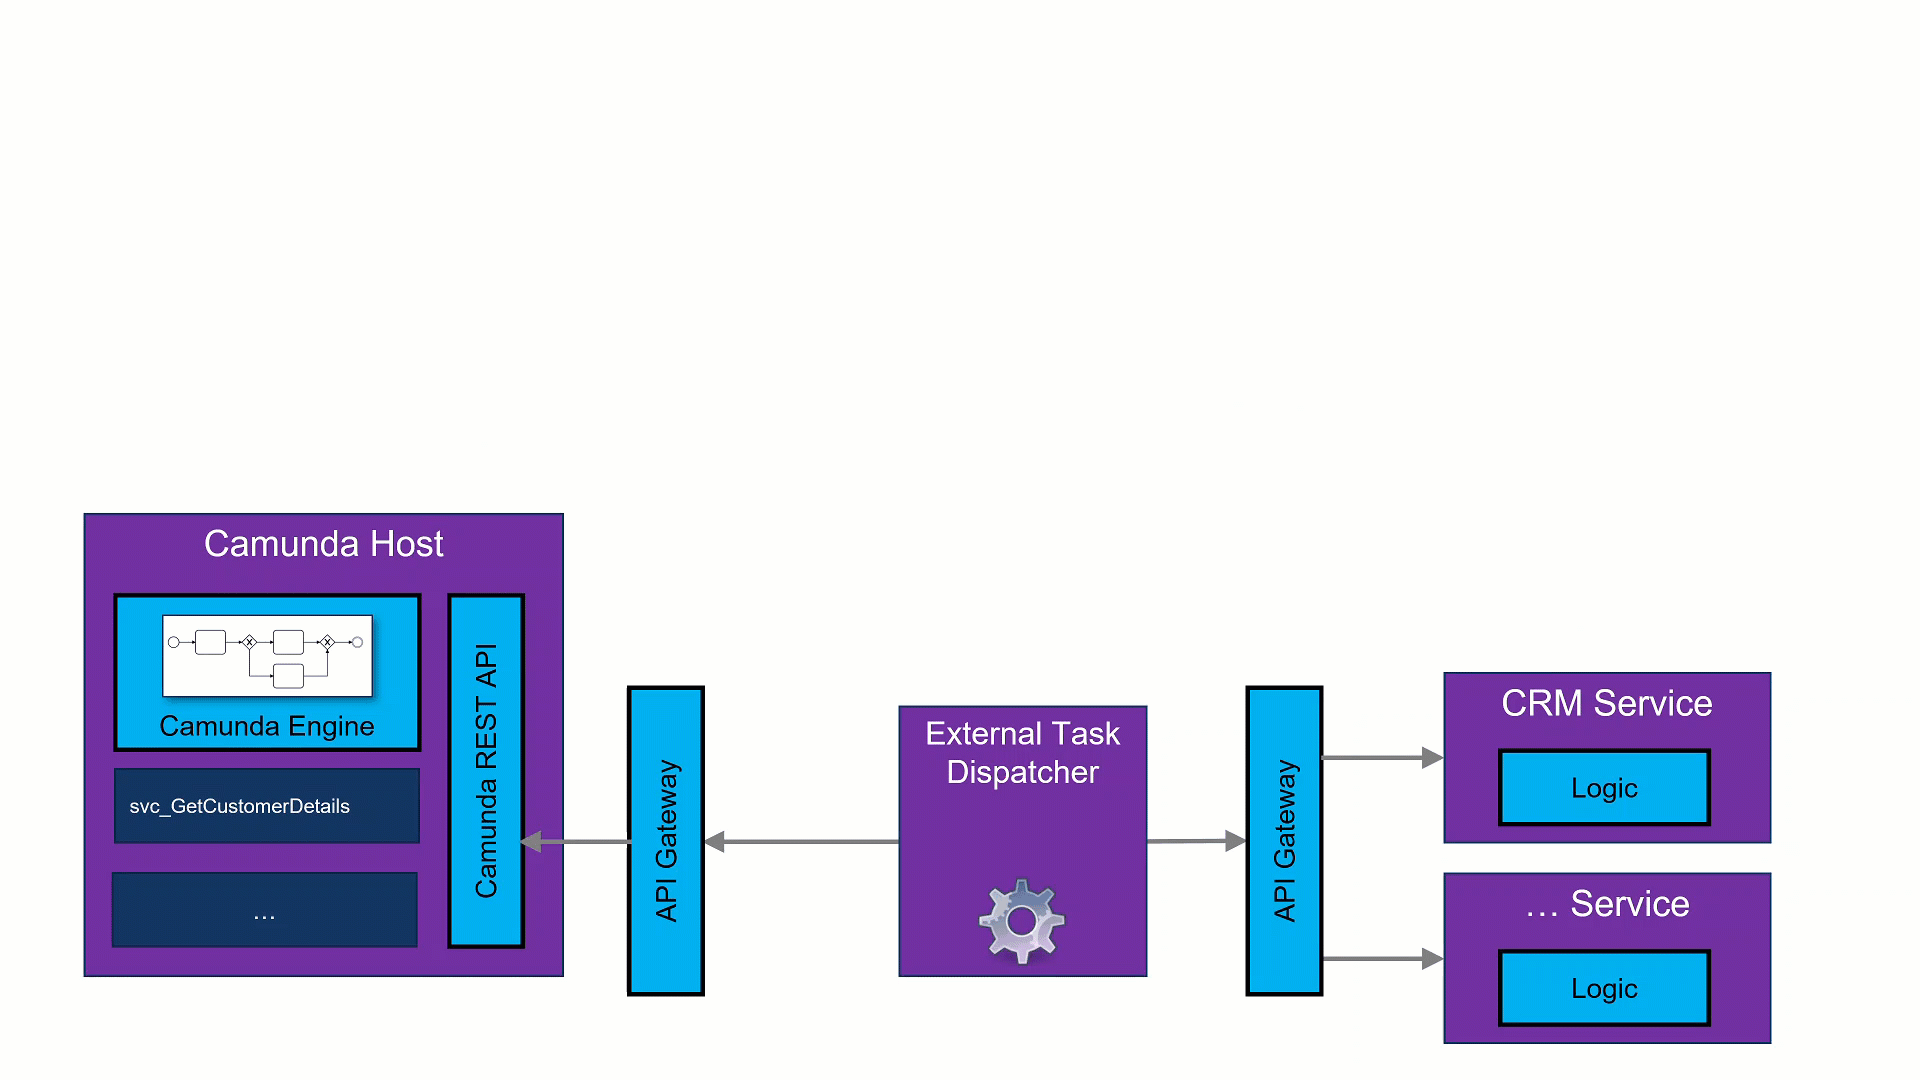 Camunda Host
Camunda Engine
svc_GetCustomerDetails
...
Camunda REST API
API Gateway
External Task
Dispatcher
API Gateway
CRM Service
Logic
... Service
Logic